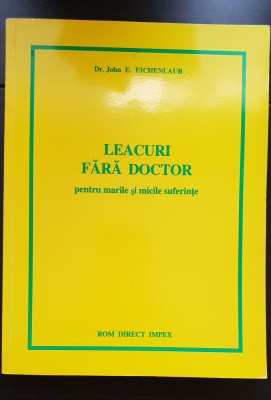 Dr. John E. EICHENLAUB
LEACURI
FĂRĂ DOCTOR
pentru marile și micile suferințe
ROM DIRECT IMPEX